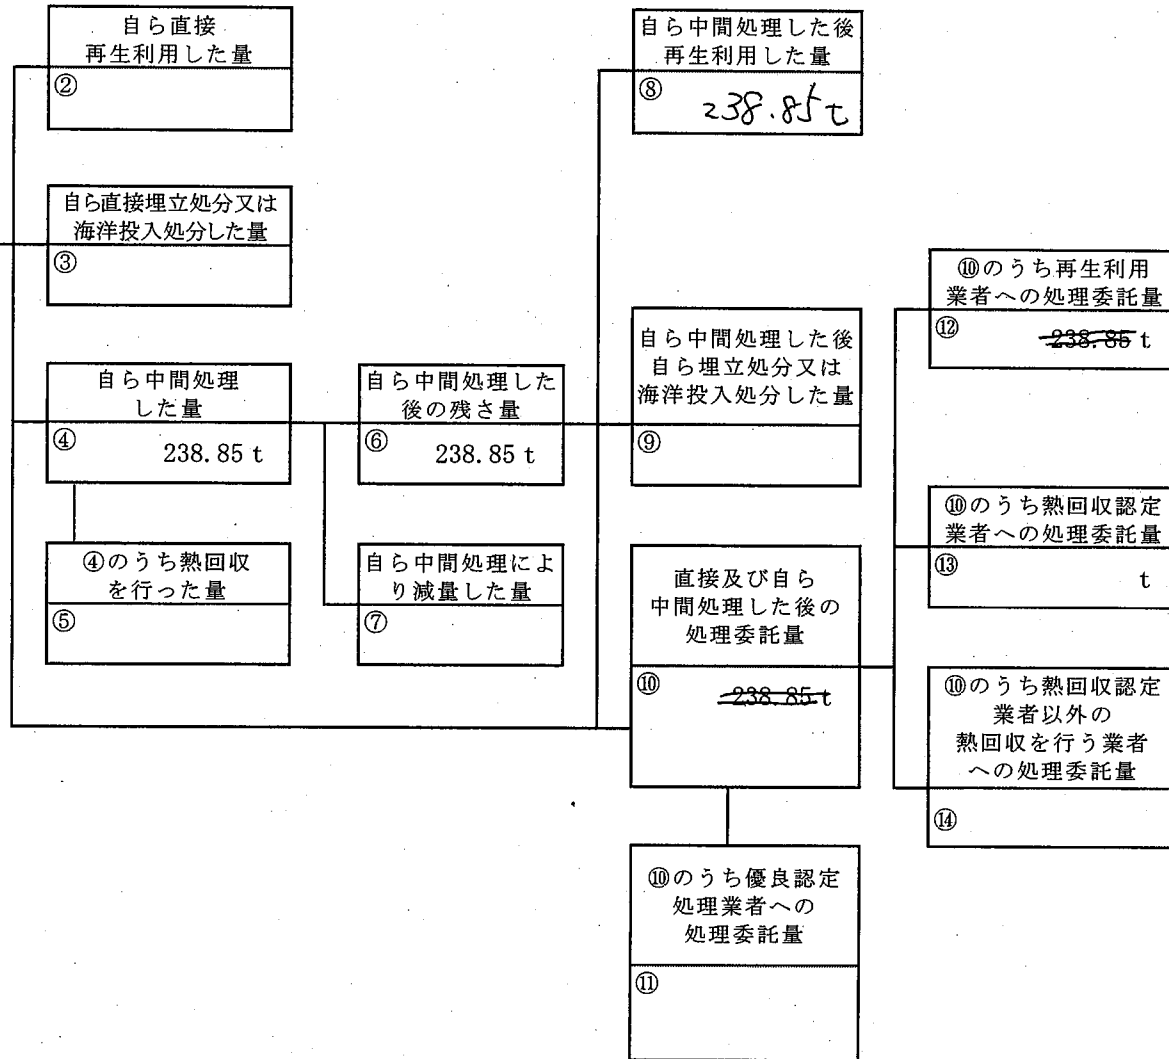 自ら直接
再生利用した量
②
自ら直接埋立処分又は
海洋投入処分した量
③
自ら中間処理
した量
④ 238.85 t
④のうち熱回収
を行った量
⑤
自ら中間処理した
後の残さ量
⑥ 238.85 t
自ら中間処理によ
り減量した量
⑦
自ら中間処理した後
再生利用した量
⑧ 238.85 t
自ら中間処理した後
自ら埋立処分又は
海洋投入処分した量
⑨
直接及び自ら
中間処理した後の
処理委託量
⑩ 238.85 t
⑩のうち優良認定
処理業者への
処理委託量
⑪
⑩のうち再生利用
業者への処理委託量
⑫ 238.85 t
⑩のうち熱回収認定
業者への処理委託量
⑬ t
⑩のうち熱回収認定
業者以外の
熱回収を行う業者
への処理委託量
⑭